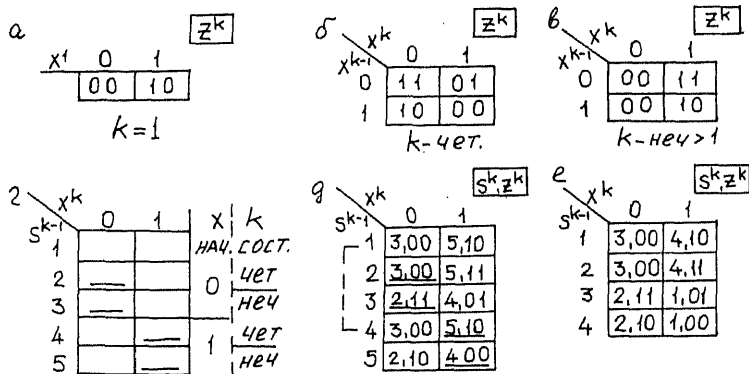 а Z^k
X¹ 0 1
00 10
k=1
б X^k Z^k
X^k-1 0 1
0 11 01
1 10 00
k-чет.
в X^k Z^k
X^k-1 0 1
0 00 11
1 00 10
k-неч>1
г X^k
S^k-1 0 1 X k
1 нач. сост.
2 0 чет
3 неч
4 1 чет
5 неч
д X^k S^k,Z^k
S^k-1 0 1
1 3,00 5,10
2 3,00 5,11
3 2,11 4,01
4 3,00 5,10
5 2,10 4 00
е X^k S^k,Z^k
S^k-1 0 1
1 3,00 4,10
2 3,00 4,11
3 2,11 1,01
4 2,10 1,00